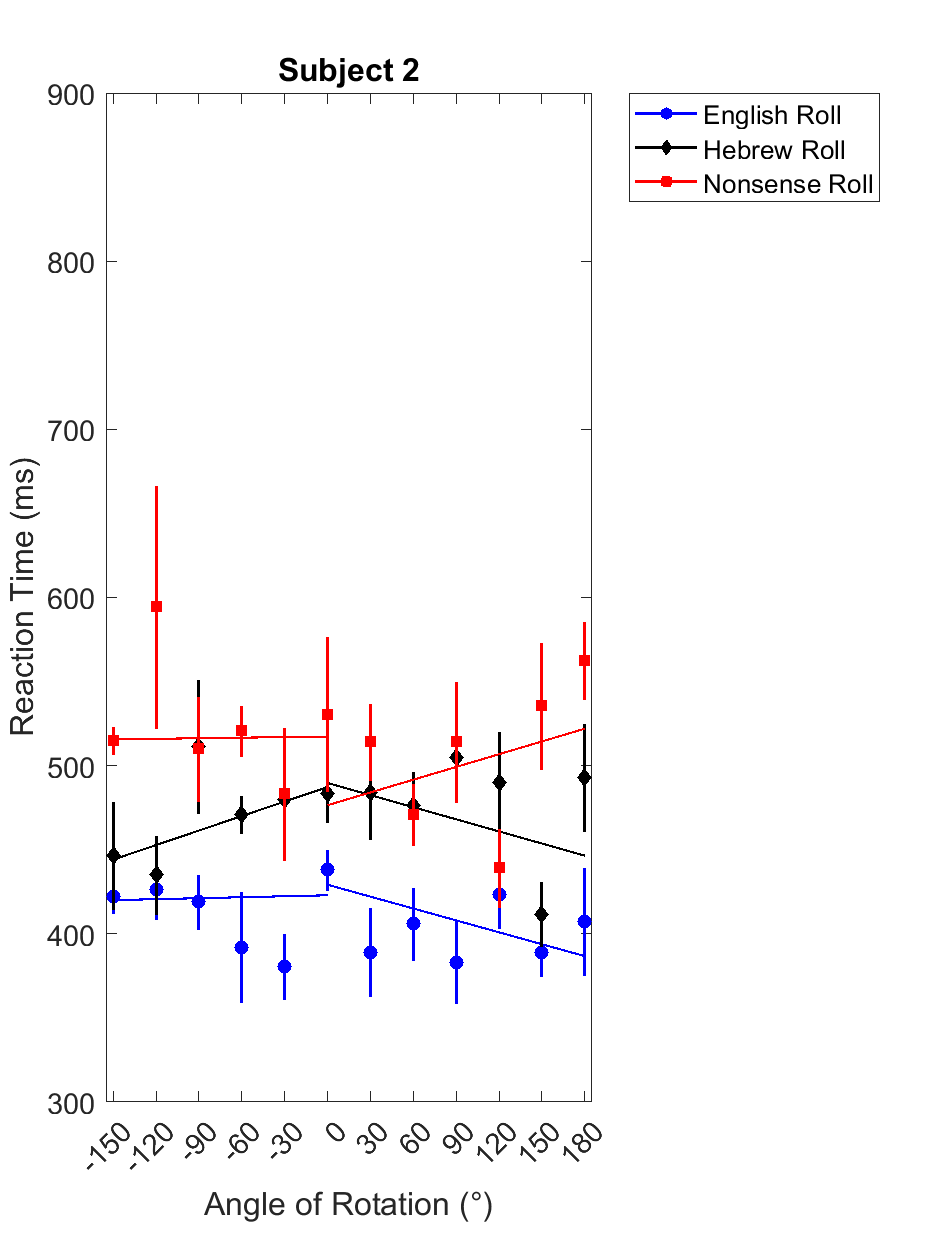 Subject 2
English Roll
Hebrew Roll
Nonsense Roll
Reaction Time (ms)
900
800
700
600
500
400
300
-150 -120 -90 -60 -30 0 30 60 90 120 150 180
Angle of Rotation (°)